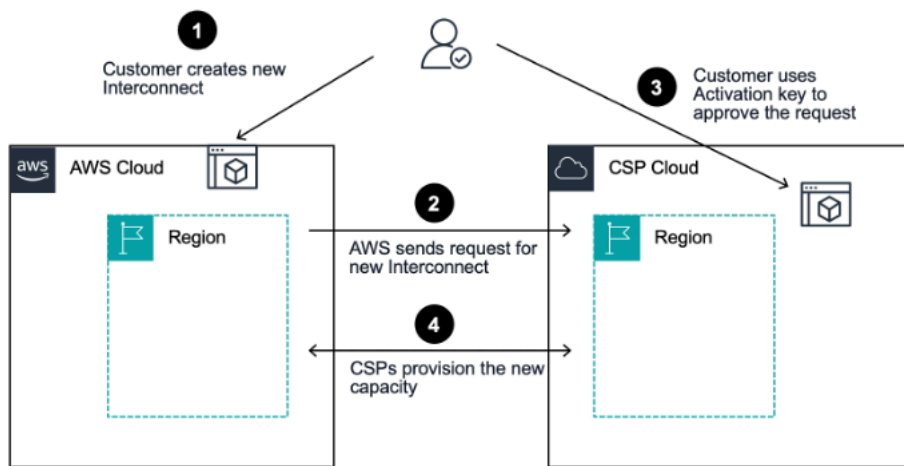 1
Customer creates new
Interconnect
3
Customer uses
Activation key to
approve the request
aws
AWS Cloud
CSP Cloud
Region
2
AWS sends request for
new Interconnect
Region
4
CSPs provision the new
capacity